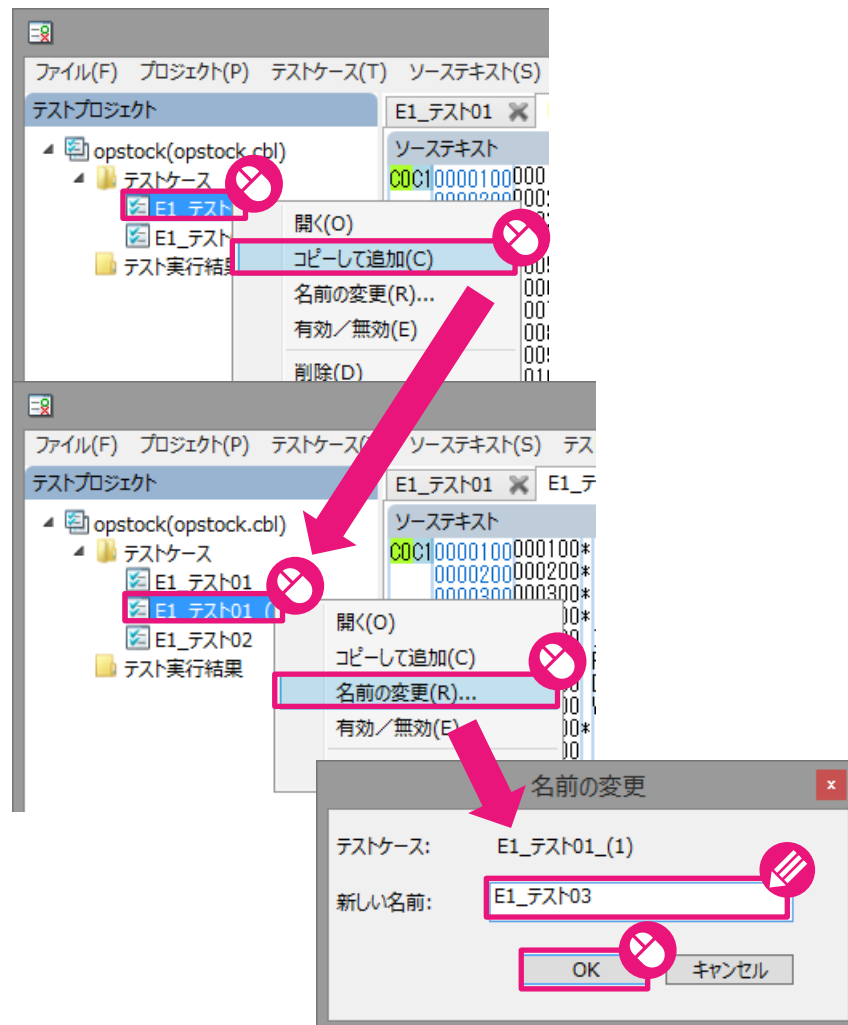 ファイル(F) プロジェクト(P) テストケース(T) ソーステキスト(S)
テストプロジェクト
E1_テスト01
opstock(opstock.cbl)
テストケース
E1_テスト
E1_テスト
テスト実行結果
ソーステキスト
C0C1 0000100 000
0000200 000
開く(O)
コピーして追加(C)
名前の変更(R)...
有効/無効(E)
削除(D)
ファイル(F) プロジェクト(P) テストケース(T ソーステキスト(S) テス
テストプロジェクト
E1_テスト01 E1_テ
opstock(opstock.cbl)
テストケース
E1_テスト01
E1_テスト01_(
E1_テスト02
テスト実行結果
ソーステキスト
C0C1 0000100 000100*
0000200 000200*
0000300 000300*
開く(O)
コピーして追加(C)
名前の変更(R)...
有効/無効(E)
名前の変更
テストケース: E1_テスト01_(1)
新しい名前: E1_テスト03
OK キャンセル